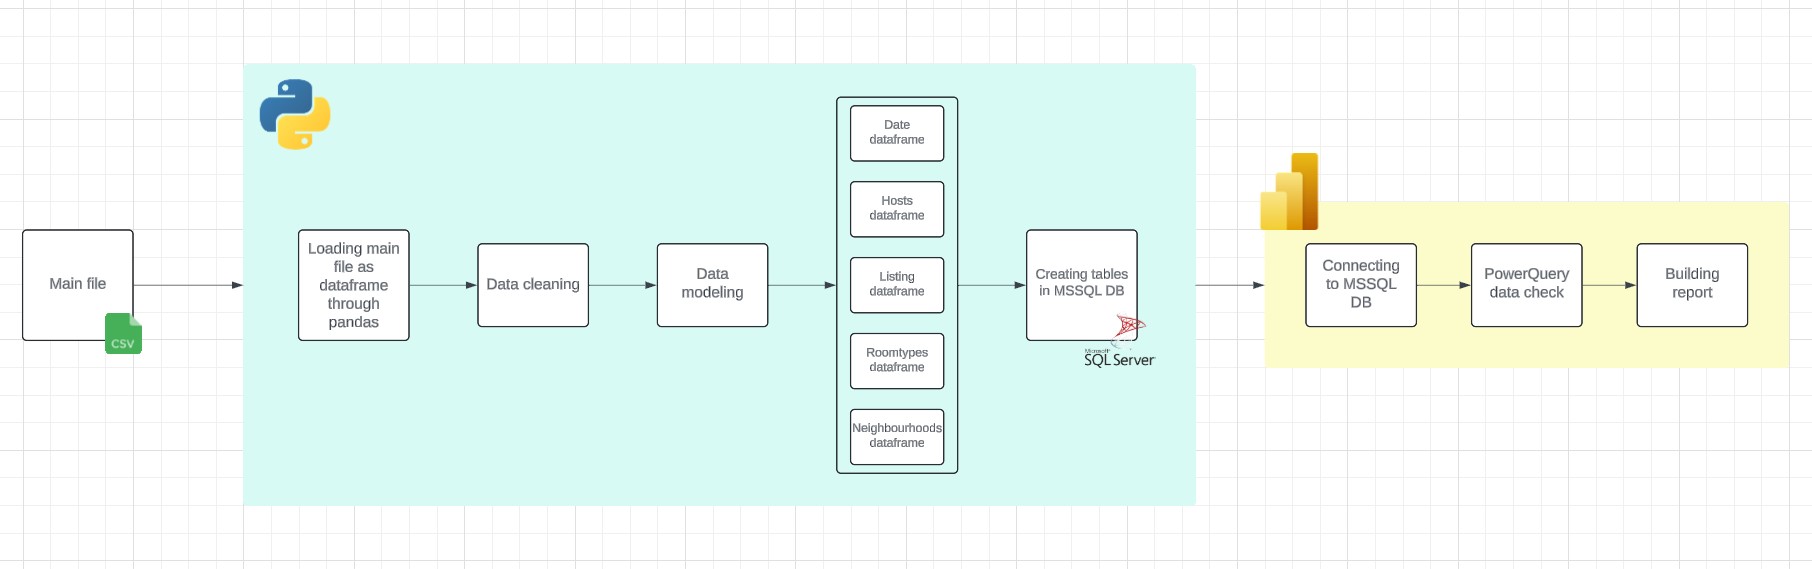 Main file
CSV
Loading main
file as
dataframe
through
pandas
Data cleaning
Data
modeling
Date
dataframe
Hosts
dataframe
Listing
dataframe
Roomtypes
dataframe
Neighbourhoods
dataframe
Creating tables
in MSSQL DB
Microsoft
SQL Server
Connecting
to MSSQL
DB
PowerQuery
data check
Building
report